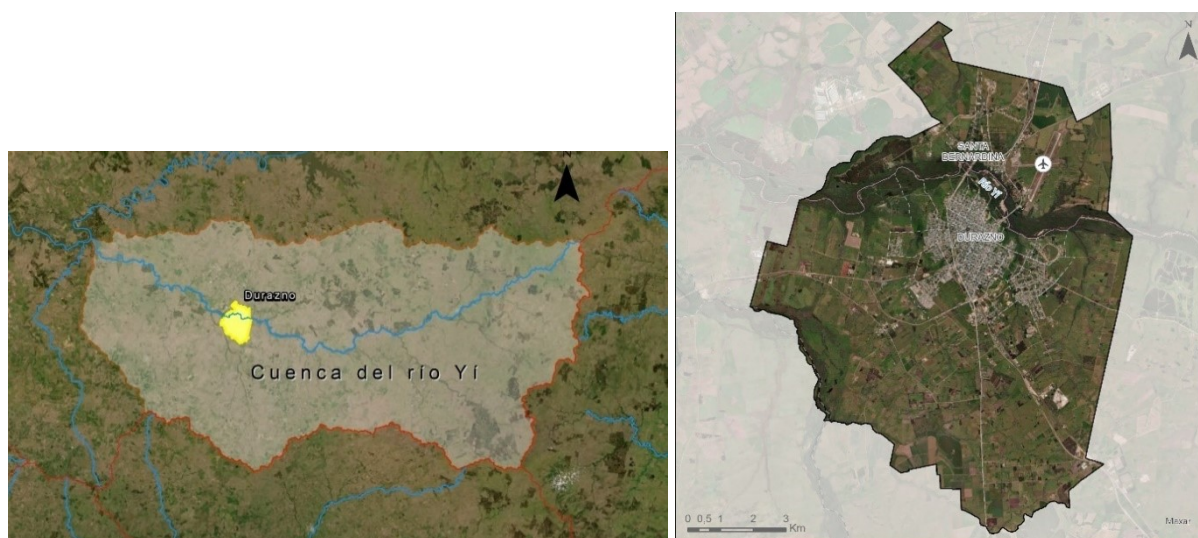 Durazno
Cuenca del río Yí
N
SANTA
BERNARDINA
Río Yí
DURAZNO
0 0,5 1 2 3
Km
Maxar